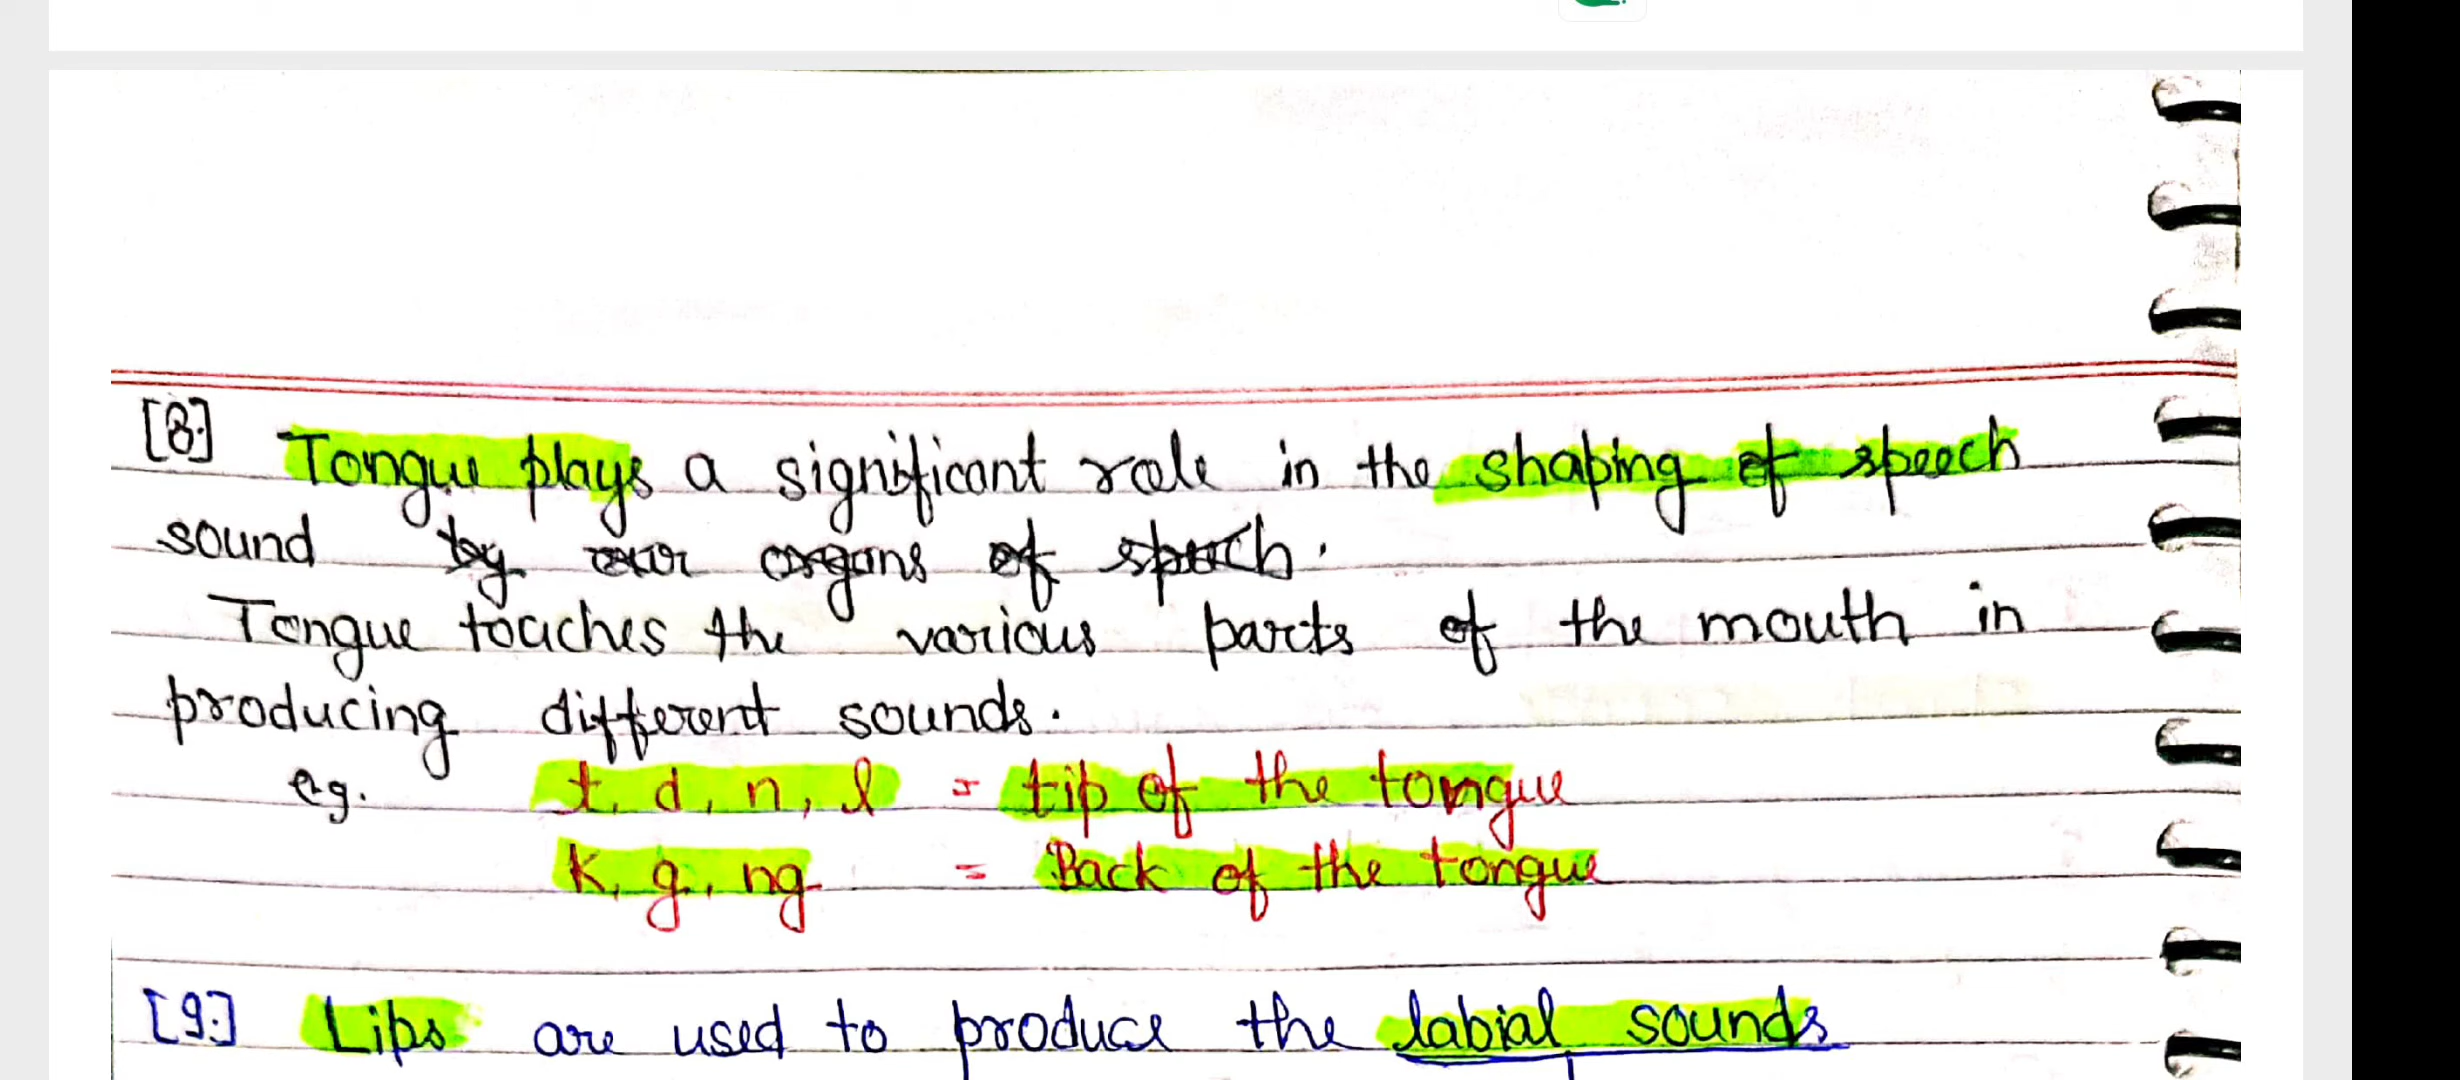 [8.] Tongue plays a significant role in the shaping of speech
sound by our organs of speech.
Tongue touches the various parts of the mouth in
producing different sounds.
eg. t, d, n, l = tip of the tongue
k, g, ng = Back of the tongue
[9.] Lips are used to produce the labial sounds